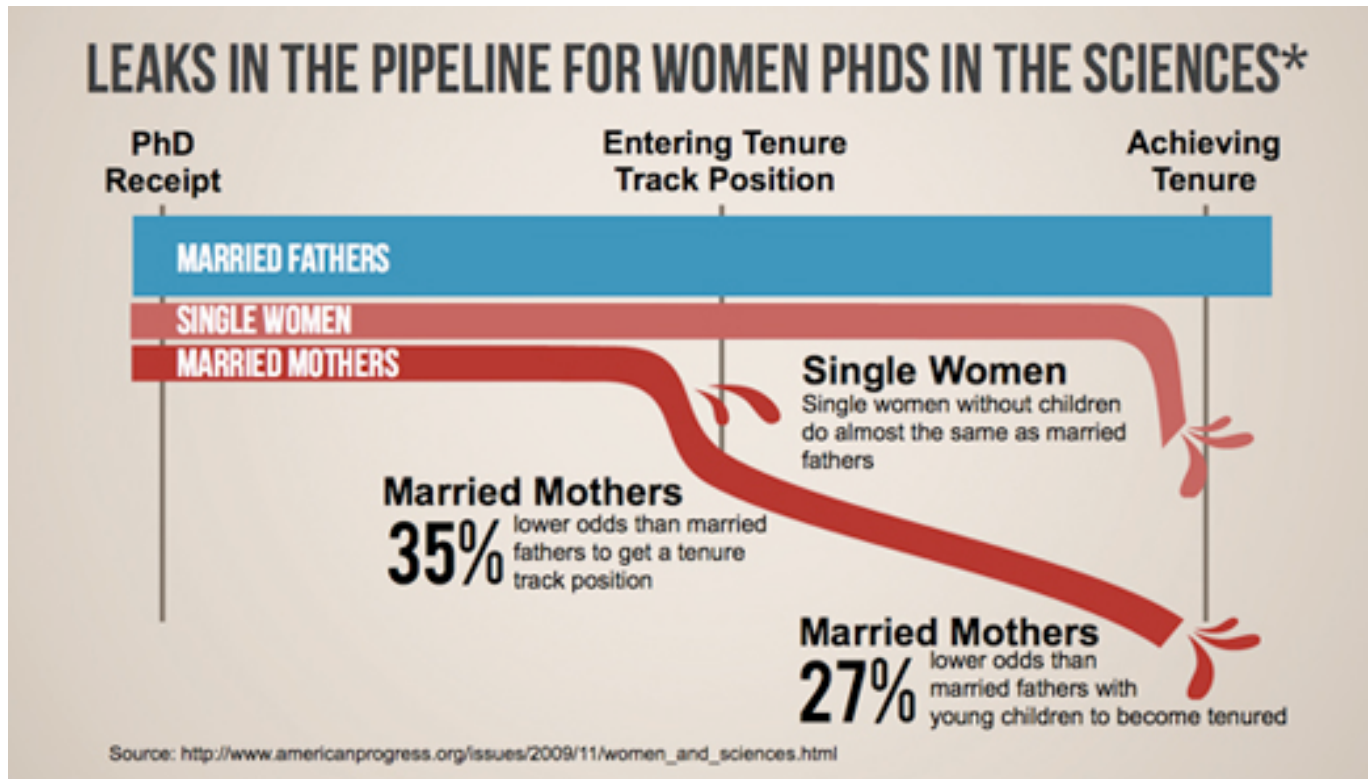 LEAKS IN THE PIPELINE FOR WOMEN PHDS IN THE SCIENCES*
PhD
Receipt
Entering Tenure
Track Position
Achieving
Tenure
MARRIED FATHERS
SINGLE WOMEN
MARRIED MOTHERS
Single Women
Single women without children
do almost the same as married
fathers
Married Mothers
35%
lower odds than married
fathers to get a tenure
track position
Married Mothers
27%
lower odds than
married fathers with
young children to become tenured
Source: http://www.americanprogress.org/issues/2009/11/women_and_sciences.html